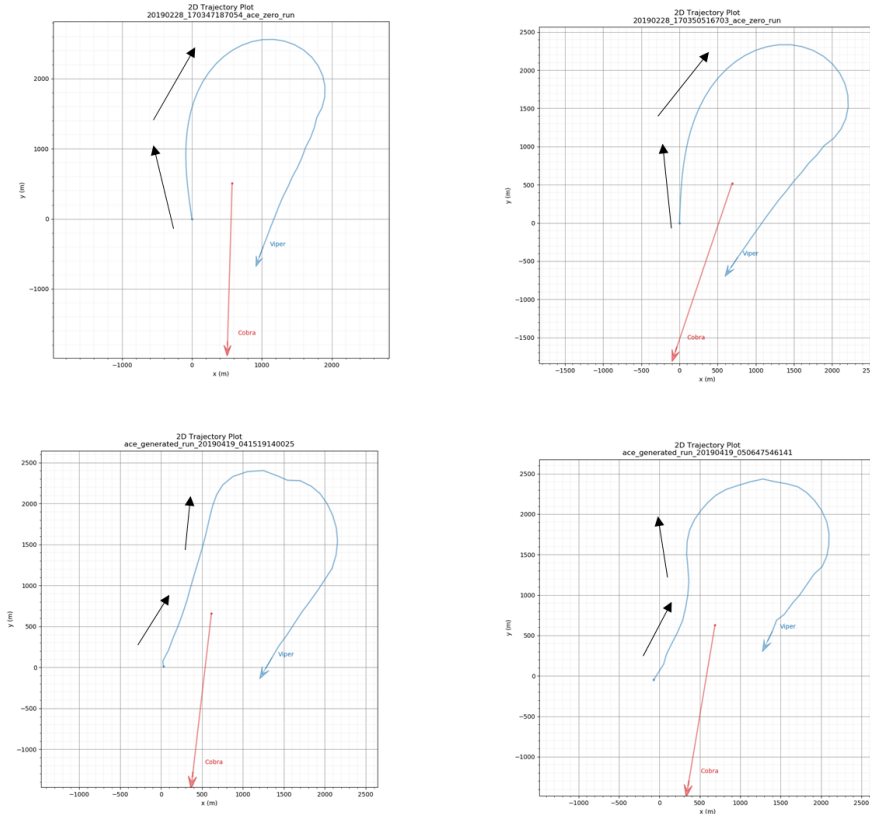 2D Trajectory Plot
20190228_170347187054_ace_zero_run
2000
1000
0
−1000
y (m)
Viper
Cobra
−1000
0
1000
2000
x (m)
2D Trajectory Plot
20190228_170350516703_ace_zero_run
2500
2000
1500
1000
500
0
−500
−1000
−1500
y (m)
Viper
Cobra
−1500
−1000
−500
0
500
1000
1500
2000
2500
x (m)
2D Trajectory Plot
ace_generated_run_20190419_041519140025
2500
2000
1500
1000
500
0
−500
−1000
y (m)
Viper
Cobra
−1000
−500
0
500
1000
1500
2000
2500
x (m)
2D Trajectory Plot
ace_generated_run_20190419_050647546141
2500
2000
1500
1000
500
0
−500
−1000
y (m)
Viper
Cobra
−1000
−500
0
500
1000
1500
2000
2500
x (m)